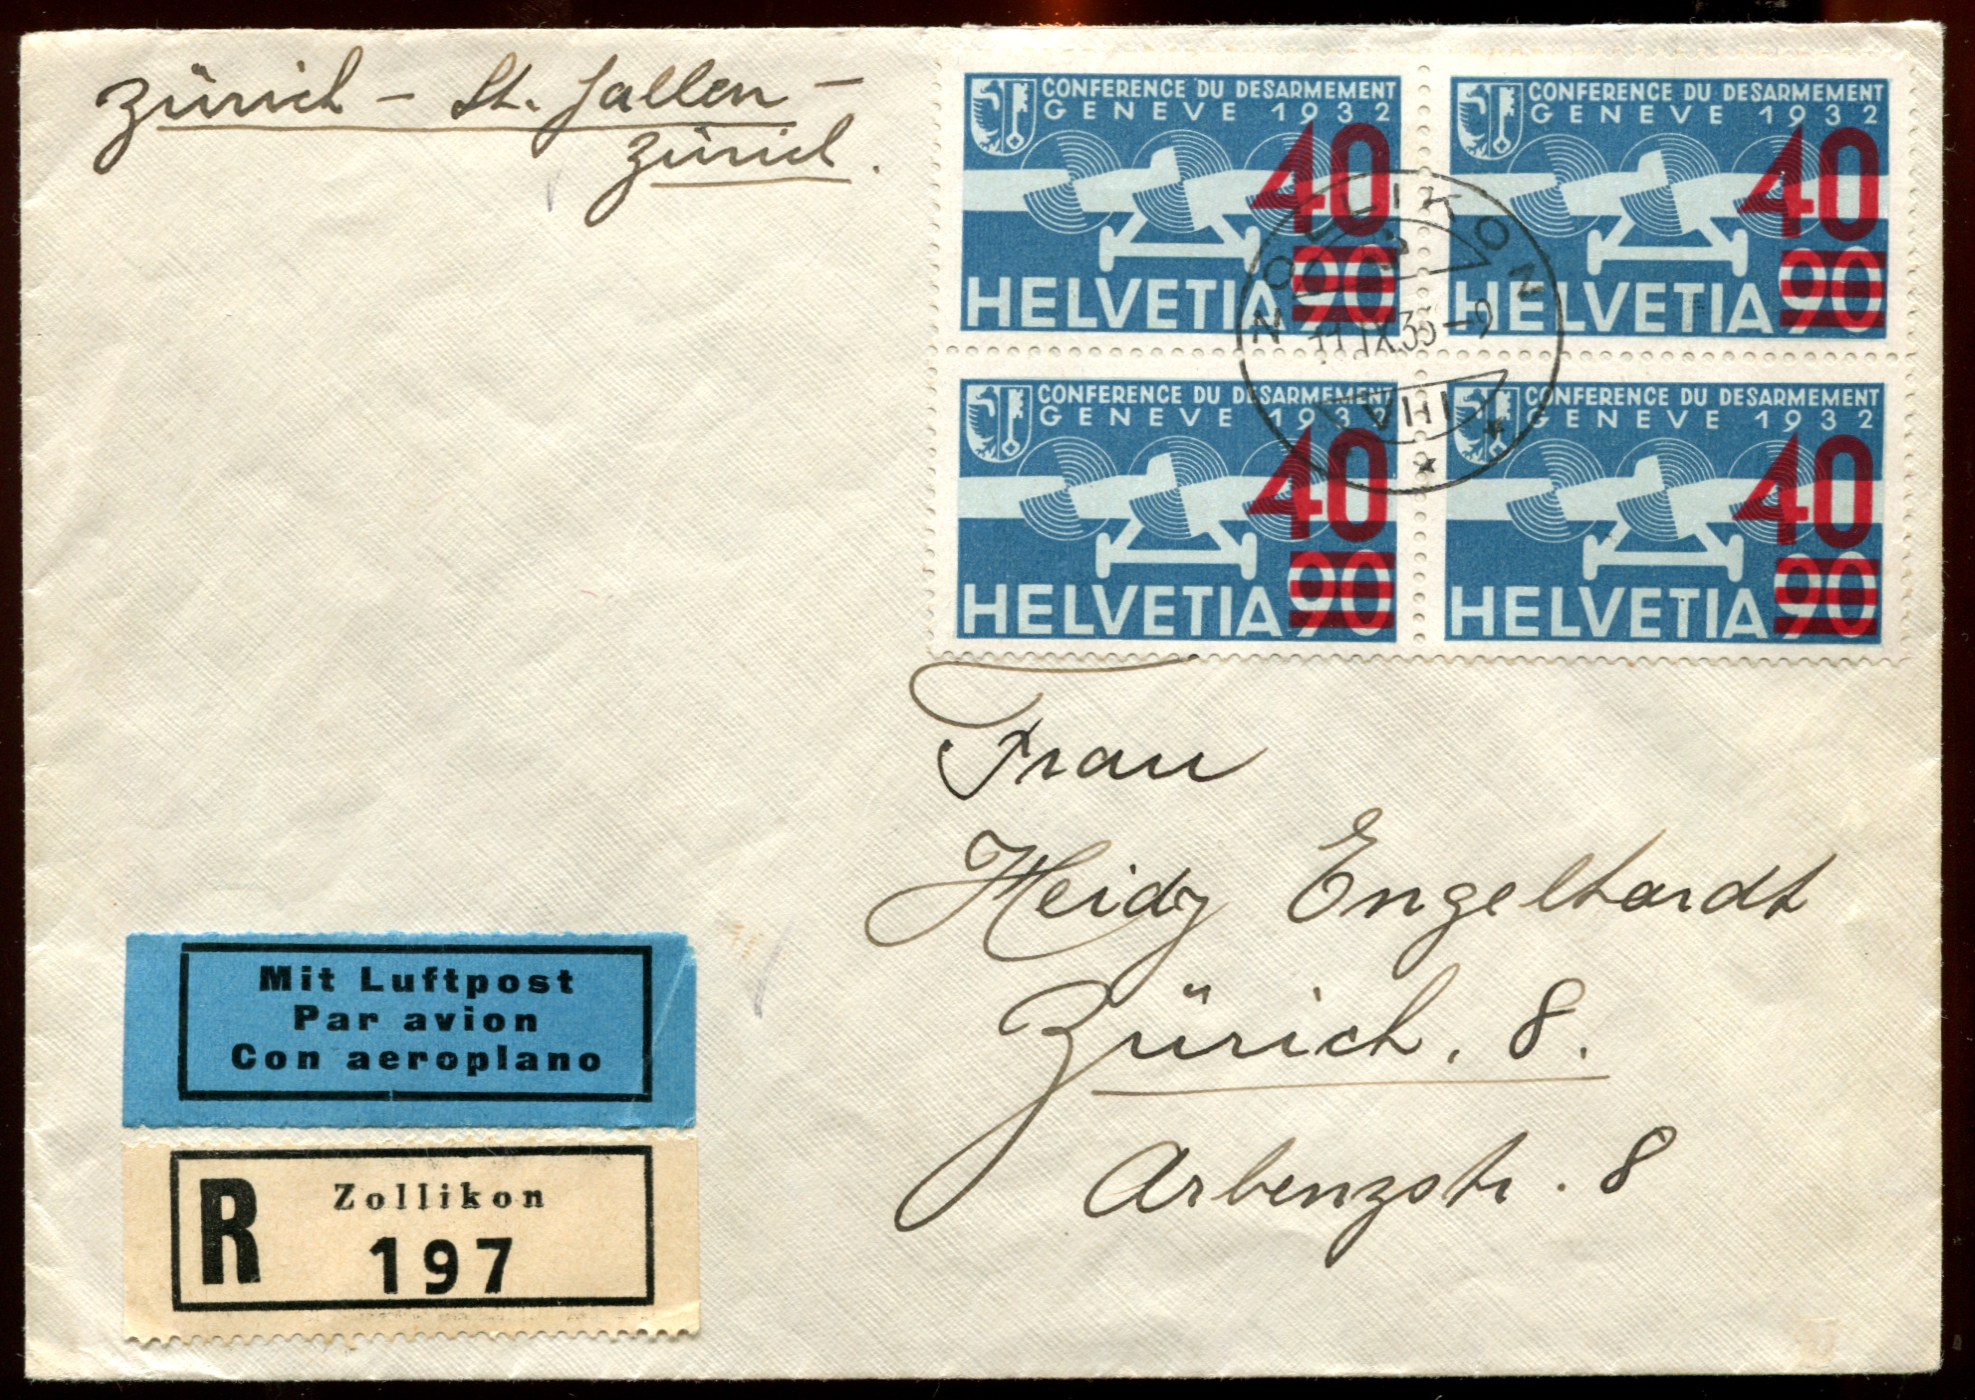 Zürich – St. Gallen –
Zürich.
CONFERENCE DU DESARMEMENT
GENEVE 1932
40
HELVETIA 90
CONFERENCE DU DESARMEMENT
GENEVE 1932
40
HELVETIA 90
CONFERENCE DU DESARMEMENT
GENEVE 1932
40
HELVETIA 90
CONFERENCE DU DESARMEMENT
GENEVE 1932
40
HELVETIA 90
ZOLLIKON
Frau
Heidy Engelhardt
Zürich, 8.
Arbenzstr. 8
Mit Luftpost
Par avion
Con aeroplano
R Zollikon
197